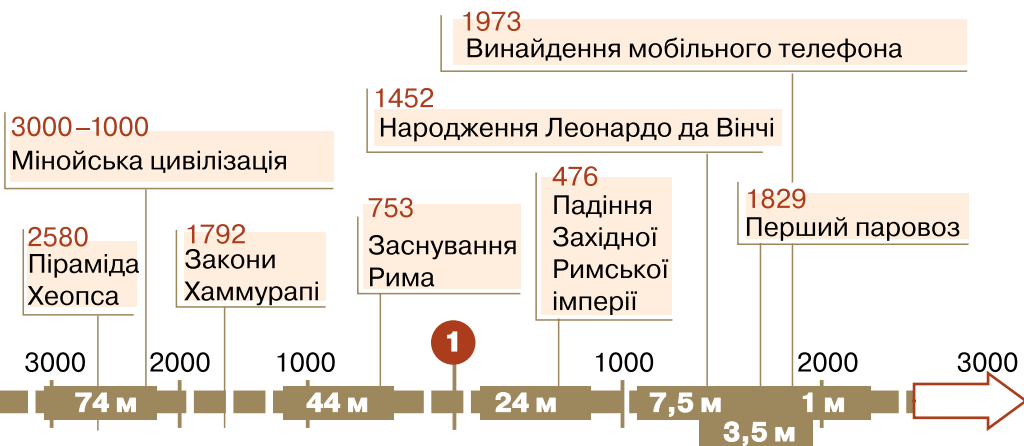 1973
Винайдення мобільного телефона
1452
Народження Леонардо да Вінчі
3000–1000
Мінойська цивілізація
476
Падіння
Західної
Римської
імперії
1829
Перший паровоз
753
Заснування
Рима
2580
Піраміда
Хеопса
1792
Закони
Хаммурапі
3000
2000
1000
1
1000
2000
3000
74 м
44 м
24 м
7,5 м
1 м
3,5 м